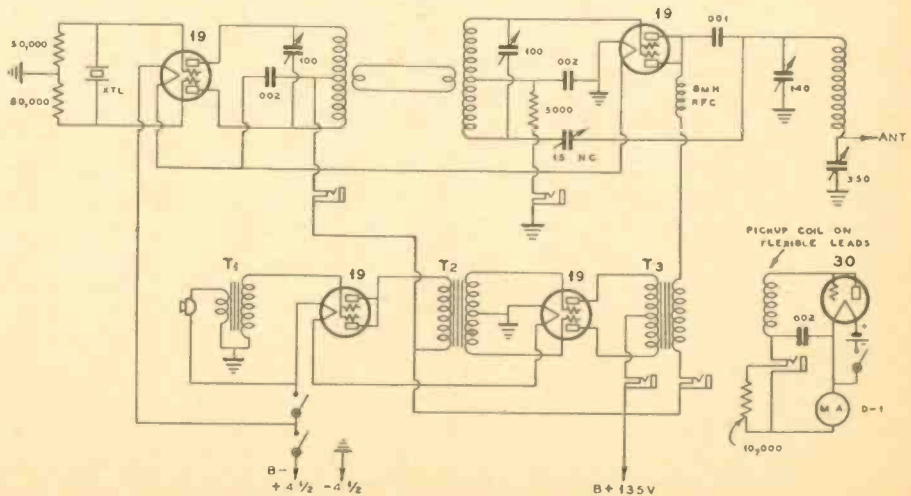 50,000
80,000
XTL
19
002
100
100
002
5000
15 NC
19
001
8MH
RFC
140
ANT
350
T1
19
T2
19
T3
PICKUP COIL ON
FLEXIBLE LEADS
30
002
10,000
MA
D-1
+
-
B-
+4 1/2 -4 1/2
B+ 135V